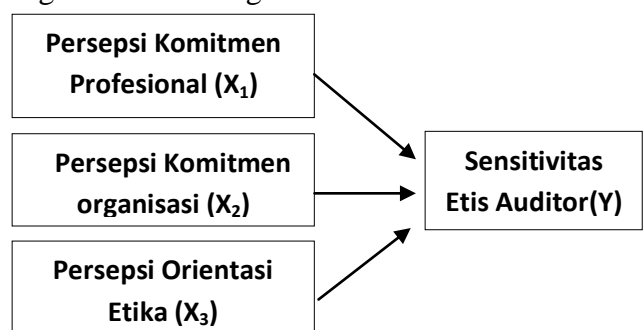 Persepsi Komitmen
Profesional (X₁)
Persepsi Komitmen
organisasi (X₂)
Persepsi Orientasi
Etika (X₃)
Sensitivitas
Etis Auditor(Y)